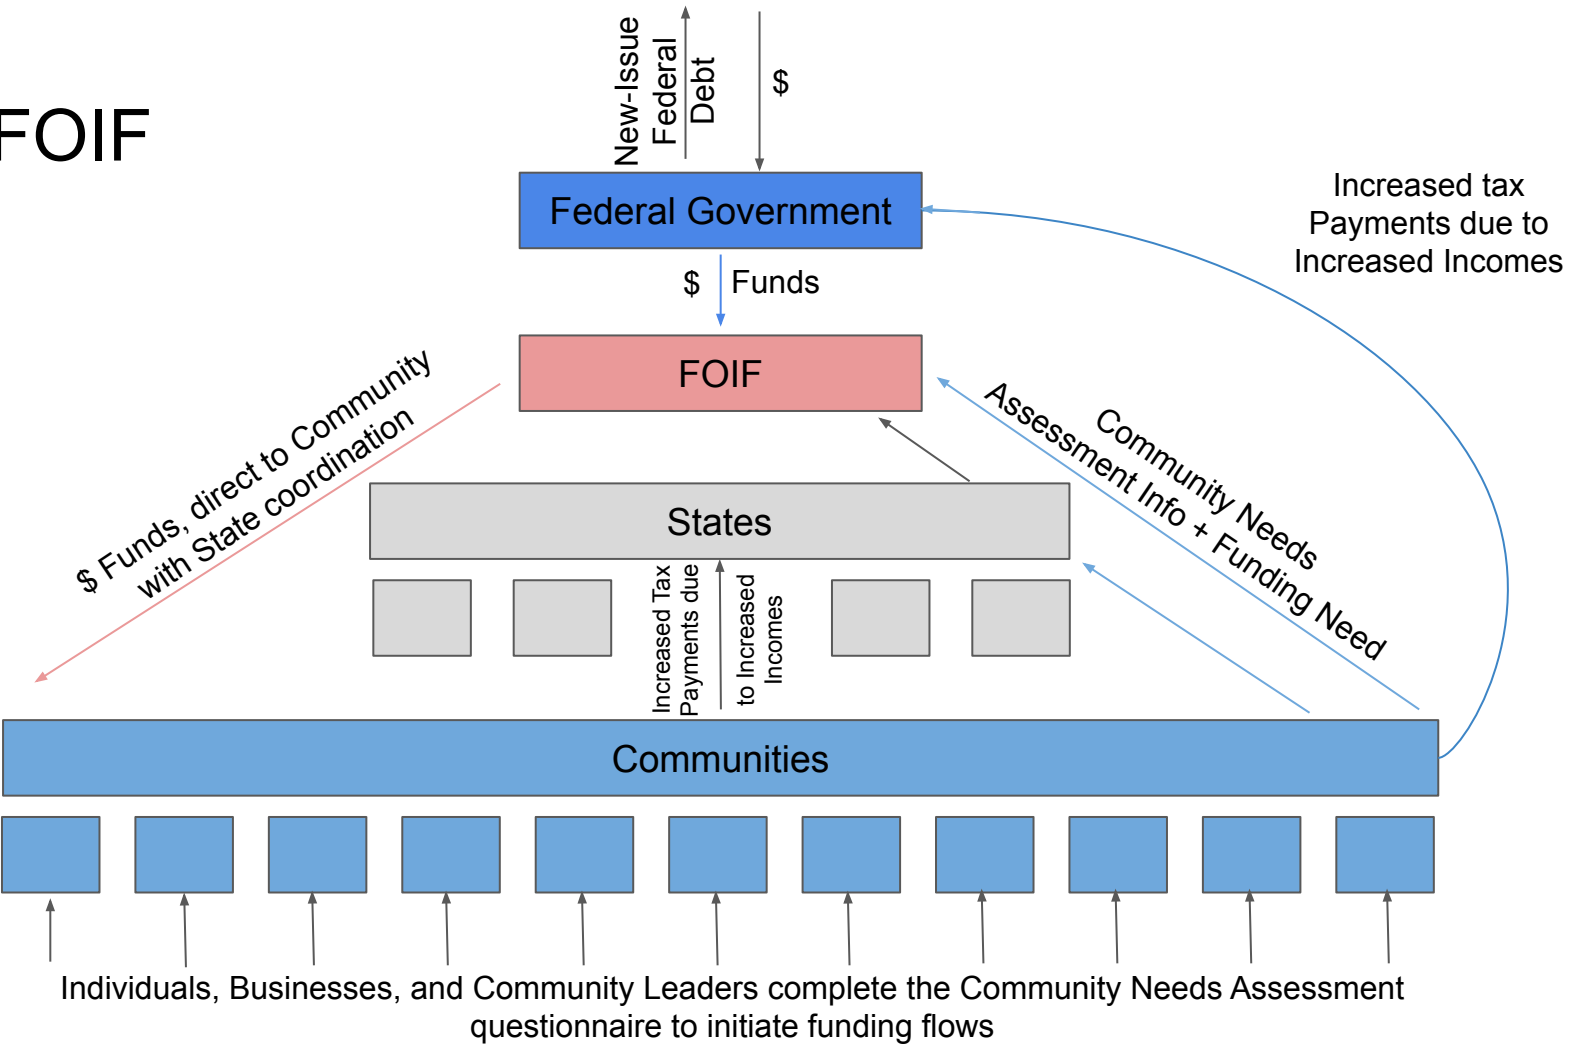 New-Issue
Federal
Debt
$
FOIF
Federal Government
Increased tax
Payments due to
Increased Incomes
$ Funds
FOIF
$ Funds, direct to Community
with State coordination
Community Needs
Assessment Info + Funding Need
States
Increased Tax
Payments due
to Increased
Incomes
Communities
Individuals, Businesses, and Community Leaders complete the Community Needs Assessment
questionnaire to initiate funding flows